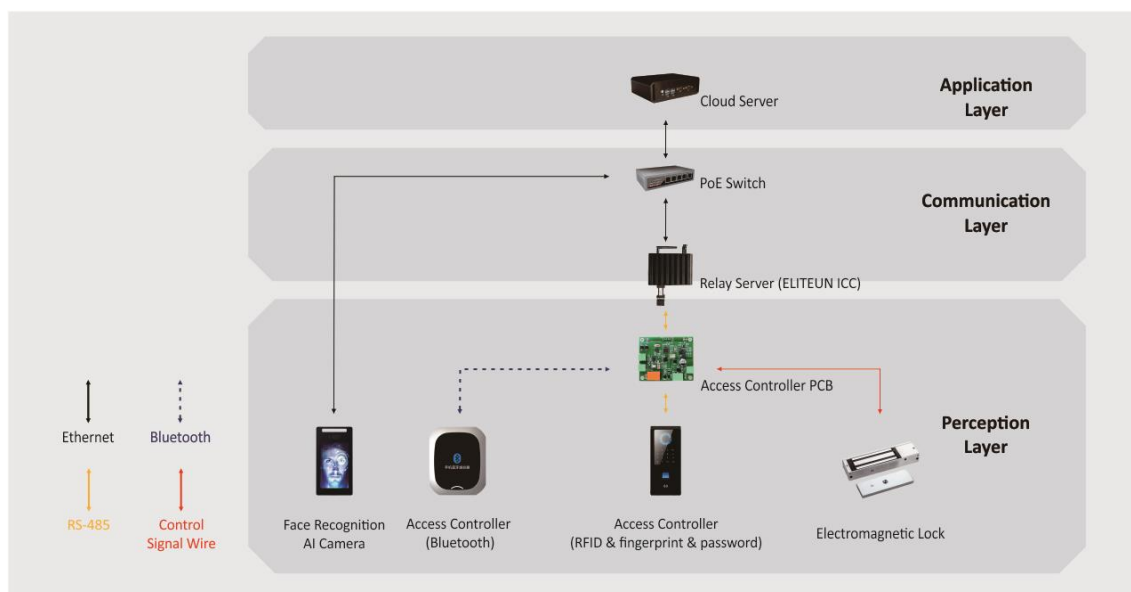 Application
Layer
Cloud Server
PoE Switch
Communication
Layer
Relay Server (ELITEUN ICC)
Access Controller PCB
Perception
Layer
Ethernet
Bluetooth
RS-485
Control
Signal Wire
Face Recognition
AI Camera
Access Controller
(Bluetooth)
Access Controller
(RFID & fingerprint & password)
Electromagnetic Lock